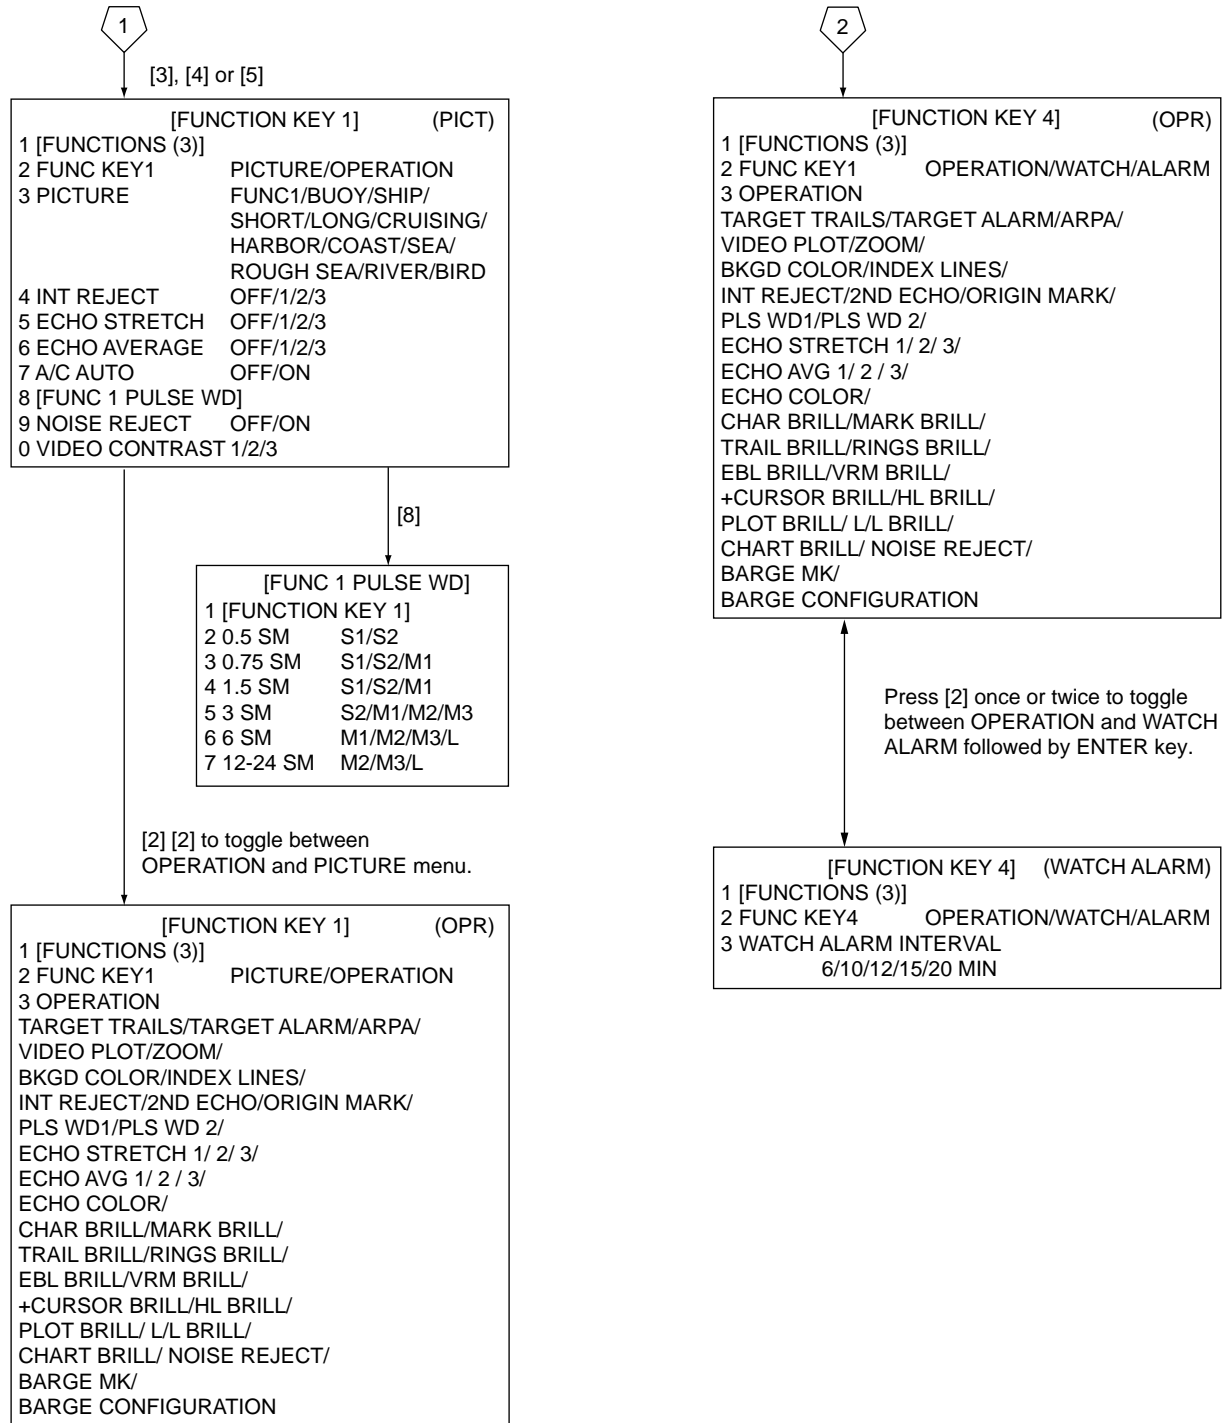 1
[3], [4] or [5]
[FUNCTION KEY 1] (PICT)
1 [FUNCTIONS (3)]
2 FUNC KEY1 PICTURE/OPERATION
3 PICTURE FUNC1/BUOY/SHIP/
SHORT/LONG/CRUISING/
HARBOR/COAST/SEA/
ROUGH SEA/RIVER/BIRD
4 INT REJECT OFF/1/2/3
5 ECHO STRETCH OFF/1/2/3
6 ECHO AVERAGE OFF/1/2/3
7 A/C AUTO OFF/ON
8 [FUNC 1 PULSE WD]
9 NOISE REJECT OFF/ON
0 VIDEO CONTRAST 1/2/3
[8]
[FUNC 1 PULSE WD]
1 [FUNCTION KEY 1]
2 0.5 SM S1/S2
3 0.75 SM S1/S2/M1
4 1.5 SM S1/S2/M1
5 3 SM S2/M1/M2/M3
6 6 SM M1/M2/M3/L
7 12-24 SM M2/M3/L
[2] [2] to toggle between
OPERATION and PICTURE menu.
[FUNCTION KEY 1] (OPR)
1 [FUNCTIONS (3)]
2 FUNC KEY1 PICTURE/OPERATION
3 OPERATION
TARGET TRAILS/TARGET ALARM/ARPA/
VIDEO PLOT/ZOOM/
BKGD COLOR/INDEX LINES/
INT REJECT/2ND ECHO/ORIGIN MARK/
PLS WD1/PLS WD 2/
ECHO STRETCH 1/ 2/ 3/
ECHO AVG 1/ 2 / 3/
ECHO COLOR/
CHAR BRILL/MARK BRILL/
TRAIL BRILL/RINGS BRILL/
EBL BRILL/VRM BRILL/
+CURSOR BRILL/HL BRILL/
PLOT BRILL/ L/L BRILL/
CHART BRILL/ NOISE REJECT/
BARGE MK/
BARGE CONFIGURATION
2
[FUNCTION KEY 4] (OPR)
1 [FUNCTIONS (3)]
2 FUNC KEY1 OPERATION/WATCH/ALARM
3 OPERATION
TARGET TRAILS/TARGET ALARM/ARPA/
VIDEO PLOT/ZOOM/
BKGD COLOR/INDEX LINES/
INT REJECT/2ND ECHO/ORIGIN MARK/
PLS WD1/PLS WD 2/
ECHO STRETCH 1/ 2/ 3/
ECHO AVG 1/ 2 / 3/
ECHO COLOR/
CHAR BRILL/MARK BRILL/
TRAIL BRILL/RINGS BRILL/
EBL BRILL/VRM BRILL/
+CURSOR BRILL/HL BRILL/
PLOT BRILL/ L/L BRILL/
CHART BRILL/ NOISE REJECT/
BARGE MK/
BARGE CONFIGURATION
Press [2] once or twice to toggle
between OPERATION and WATCH
ALARM followed by ENTER key.
[FUNCTION KEY 4] (WATCH ALARM)
1 [FUNCTIONS (3)]
2 FUNC KEY4 OPERATION/WATCH/ALARM
3 WATCH ALARM INTERVAL
6/10/12/15/20 MIN